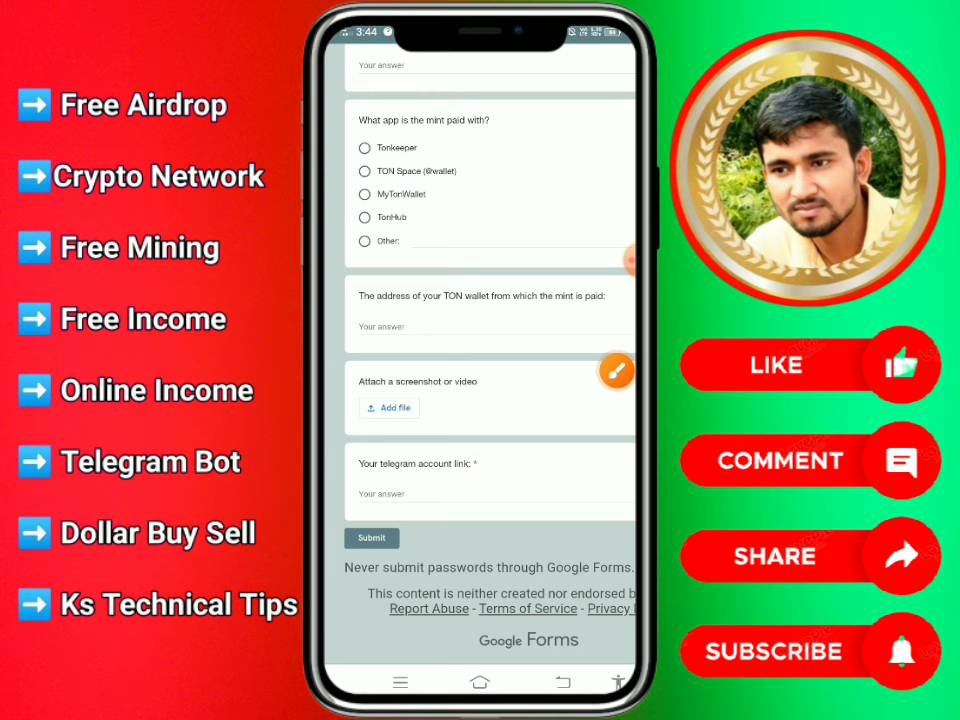 Free Airdrop
Crypto Network
Free Mining
Free Income
Online Income
Telegram Bot
Dollar Buy Sell
Ks Technical Tips
3:44
Your answer
What app is the mint paid with?
Tonkeeper
TON Space (@wallet)
MyTonWallet
TonHub
Other:
The address of your TON wallet from which the mint is paid:
Your answer
Attach a screenshot or video
Add file
Your telegram account link: *
Your answer
Submit
Never submit passwords through Google Forms.
This content is neither created nor endorsed b
Report Abuse - Terms of Service - Privacy
Google Forms
LIKE
COMMENT
SHARE
SUBSCRIBE